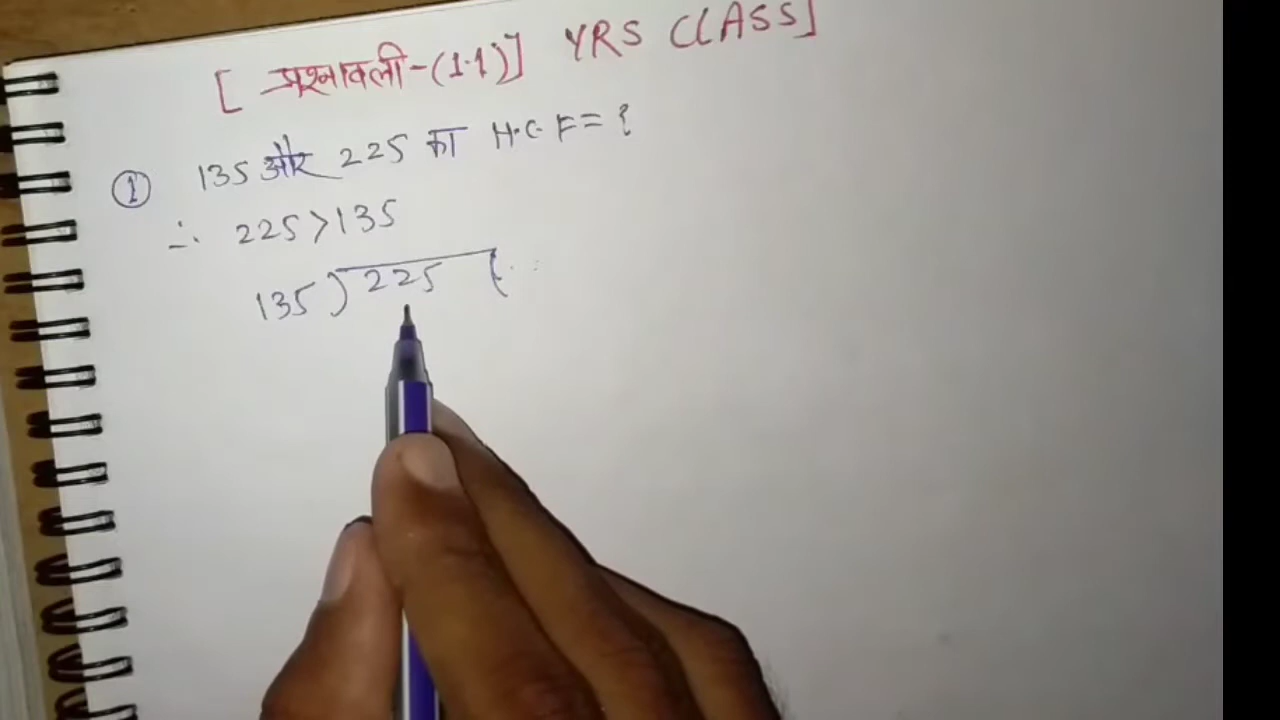 [ प्रश्नावली-(1.1)] YRS CLASS]
① 135 और 225 का H.C.F= ?
∴ 225>135
135 ) 225 (